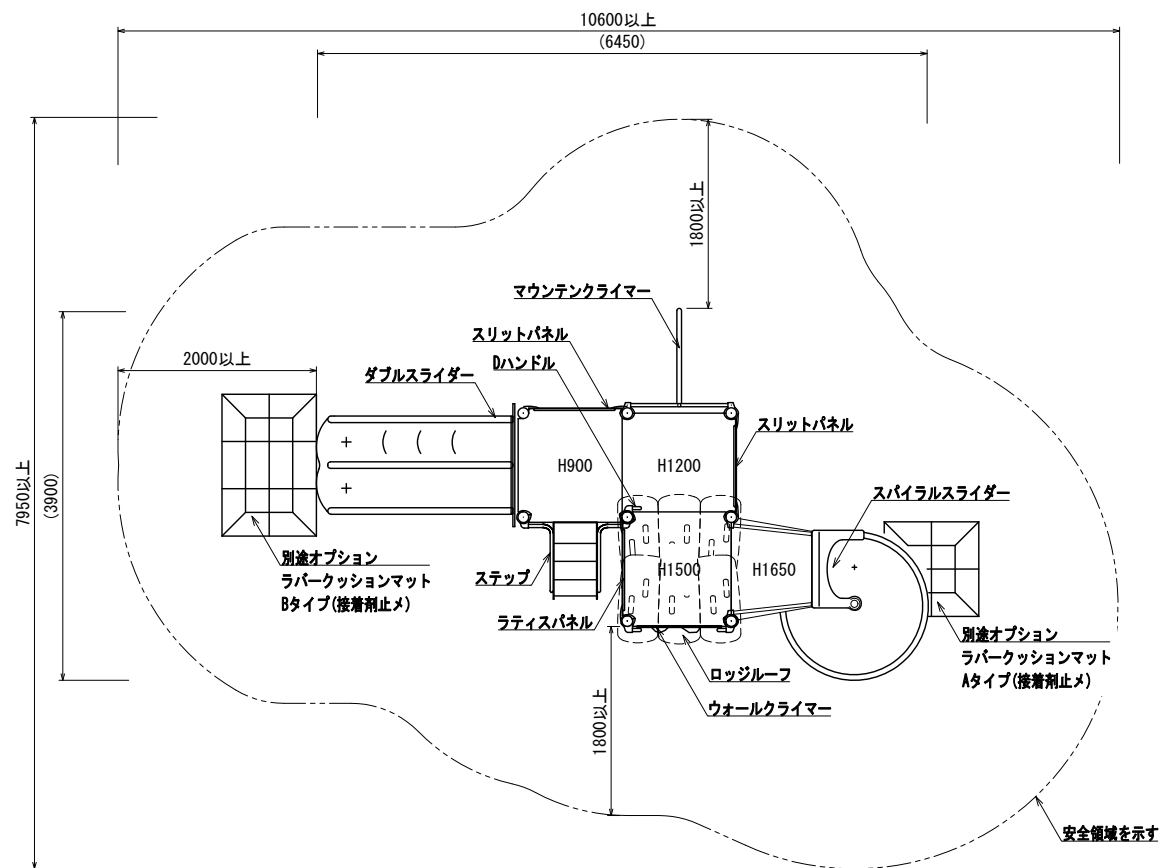 10600以上
(6450)
1800以上
マウンテンクライマー
スリットパネル
Dハンドル
2000以上
ダブルスライダー
スリットパネル
7950以上
(3900)
H900
H1200
スパイラルスライダー
別途オプション
ラバークッションマット
Bタイプ(接着剤止メ)
ステップ
H1500
H1650
ラティスパネル
別途オプション
ラバークッションマット
Aタイプ(接着剤止メ)
ロッジルーフ
ウォールクライマー
1800以上
安全領域を示す